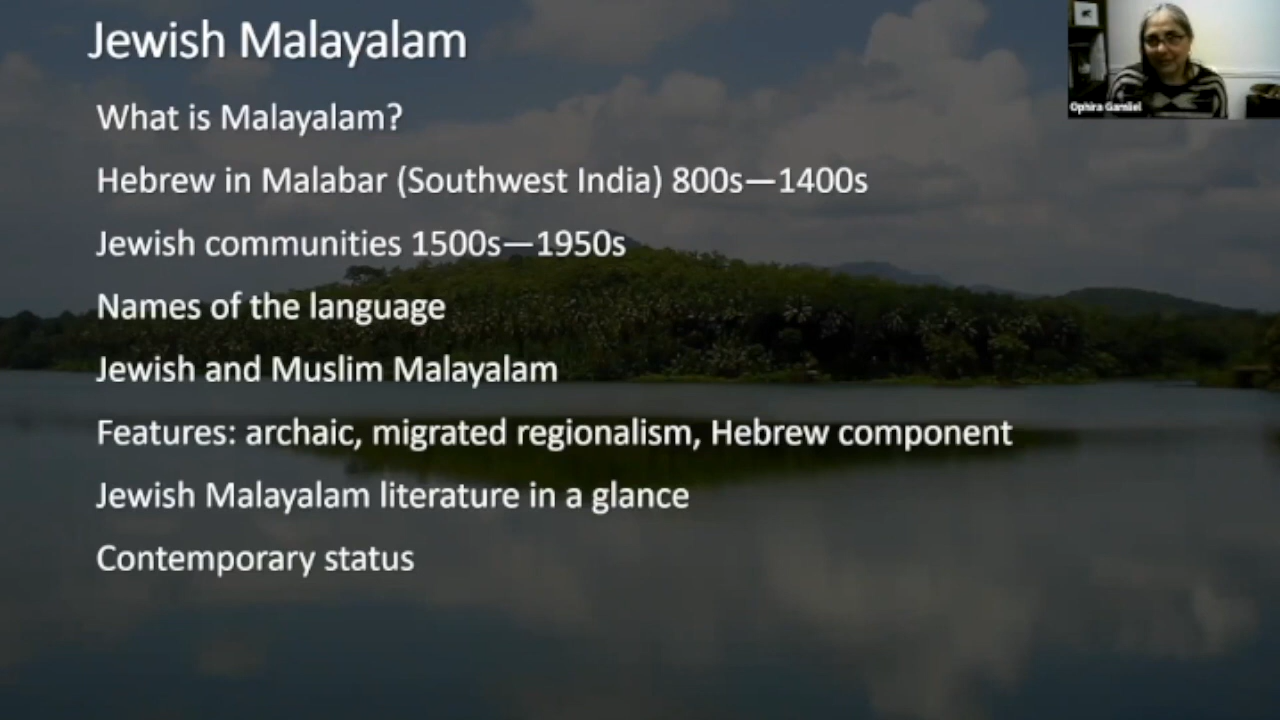 Jewish Malayalam
Ophira Gamliel
What is Malayalam?
Hebrew in Malabar (Southwest India) 800s—1400s
Jewish communities 1500s—1950s
Names of the language
Jewish and Muslim Malayalam
Features: archaic, migrated regionalism, Hebrew component
Jewish Malayalam literature in a glance
Contemporary status